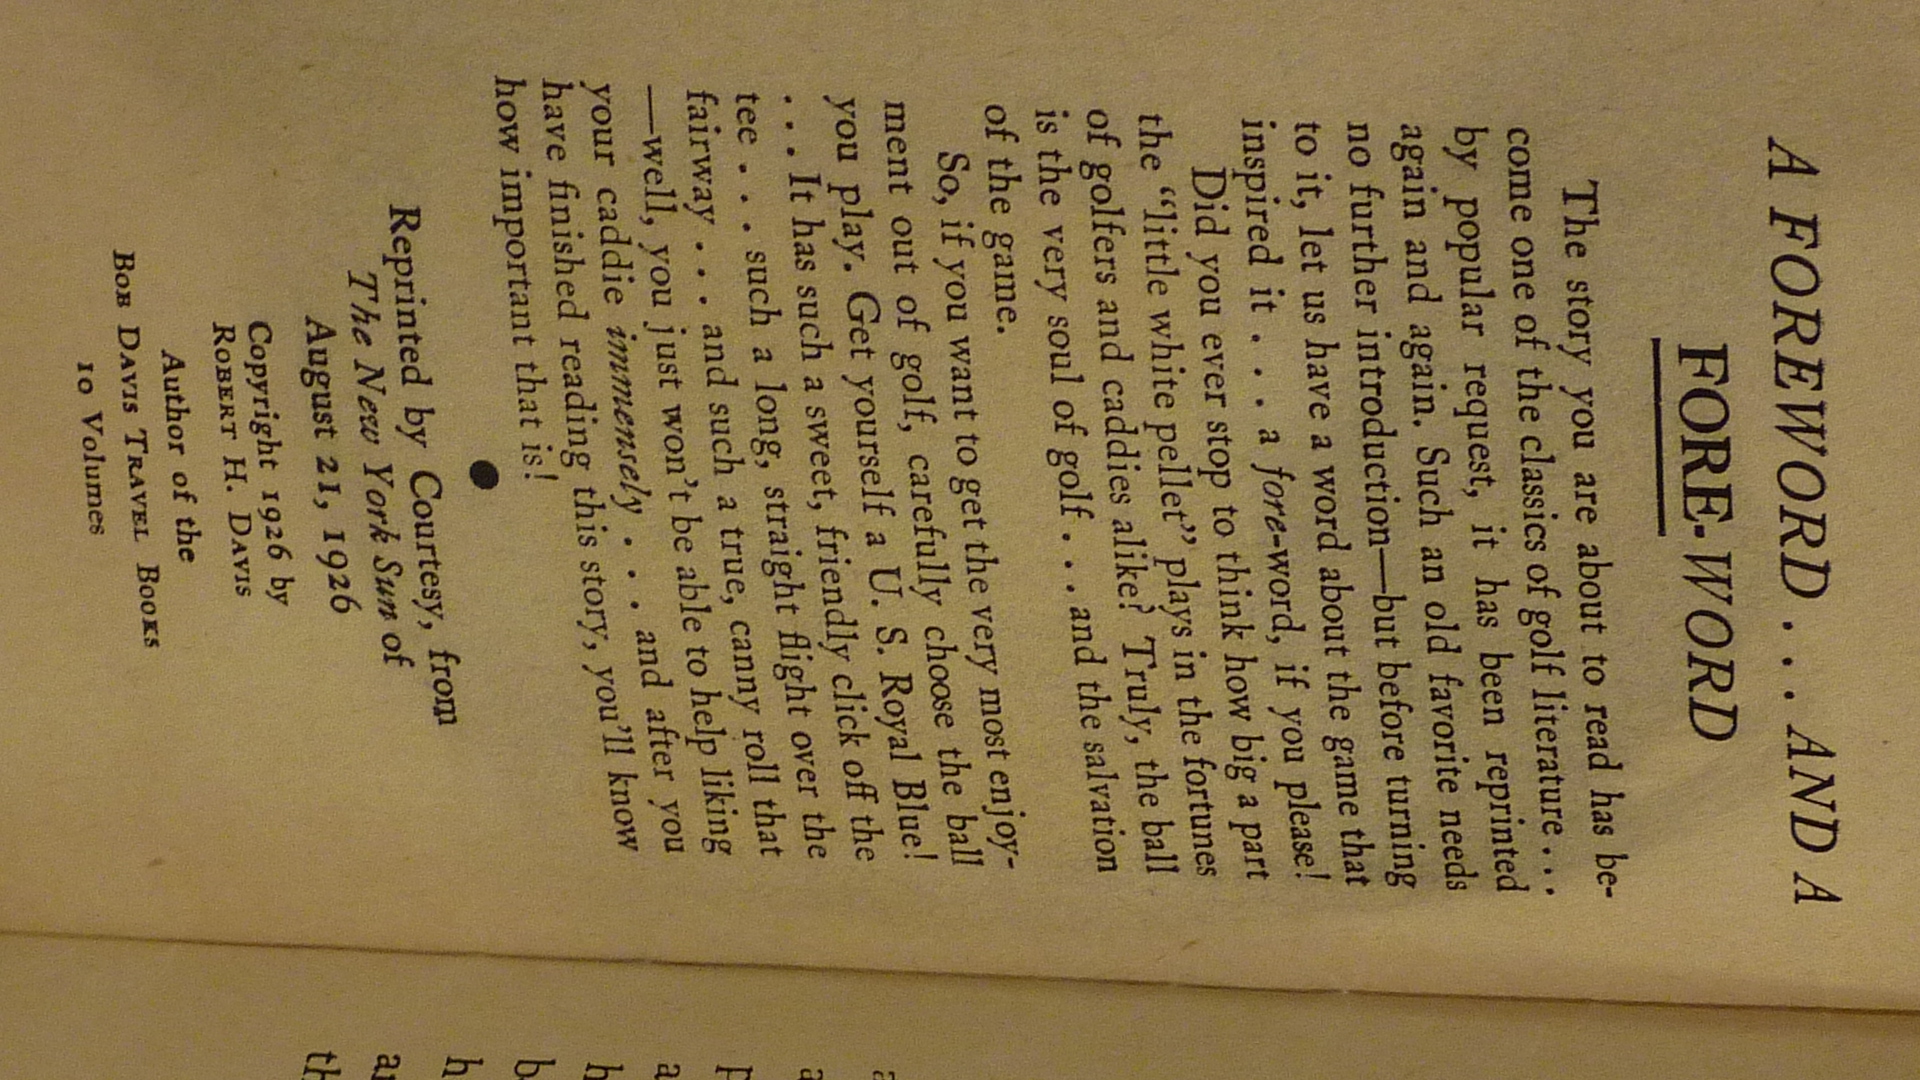 A FOREWORD . . . AND A
FORE-WORD
The story you are about to read has be-
come one of the classics of golf literature . . .
by popular request, it has been reprinted
again and again. Such an old favorite needs
no further introduction—but before turning
to it, let us have a word about the game that
inspired it . . . a fore-word, if you please!
Did you ever stop to think how big a part
the “little white pellet” plays in the fortunes
of golfers and caddies alike? Truly, the ball
is the very soul of golf . . . and the salvation
of the game.
So, if you want to get the very most enjoy-
ment out of golf, carefully choose the ball
you play. Get yourself a U. S. Royal Blue!
. . . It has such a sweet, friendly click off the
tee . . . such a long, straight flight over the
fairway . . . and such a true, canny roll that
—well, you just won't be able to help liking
your caddie immensely . . . and after you
have finished reading this story, you'll know
how important that is!
Reprinted by Courtesy, from
The New York Sun of
August 21, 1926
Copyright 1926 by
ROBERT H. DAVIS
Author of the
BOB DAVIS TRAVEL BOOKS
10 Volumes